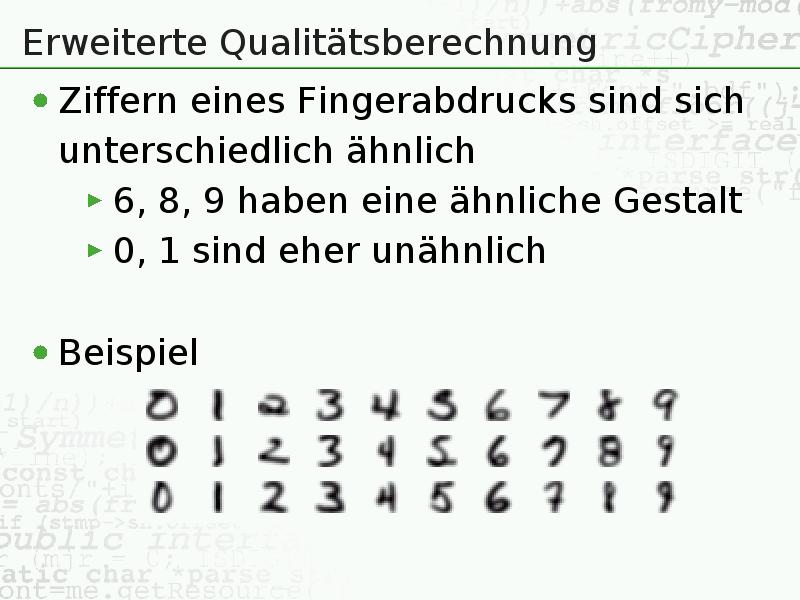 Erweiterte Qualitätsberechnung
Ziffern eines Fingerabdrucks sind sich
unterschiedlich ähnlich
6, 8, 9 haben eine ähnliche Gestalt
0, 1 sind eher unähnlich
Beispiel
0 1 2 3 4 5 6 7 8 9
0 1 2 3 4 5 6 7 8 9
0 1 2 3 4 5 6 7 8 9